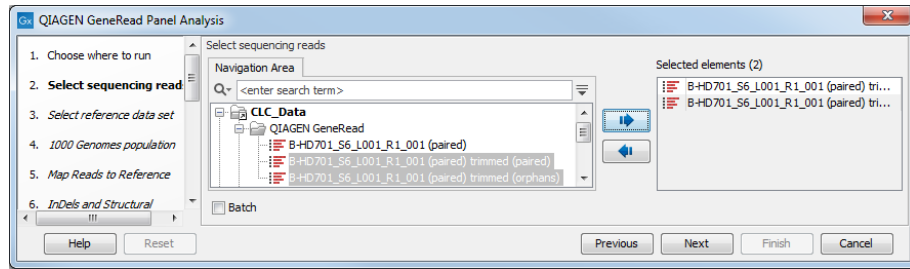 Gx QIAGEN GeneRead Panel Analysis
1. Choose where to run
2. Select sequencing read
3. Select reference data set
4. 1000 Genomes population
5. Map Reads to Reference
6. InDels and Structural
Select sequencing reads
Navigation Area
<enter search term>
CLC_Data
QIAGEN GeneRead
B-HD701_S6_L001_R1_001 (paired)
B-HD701_S6_L001_R1_001 (paired) trimmed (paired)
B-HD701_S6_L001_R1_001 (paired) trimmed (orphans)
Batch
Selected elements (2)
B-HD701_S6_L001_R1_001 (paired) tri...
B-HD701_S6_L001_R1_001 (paired) tri...
Help
Reset
Previous
Next
Finish
Cancel